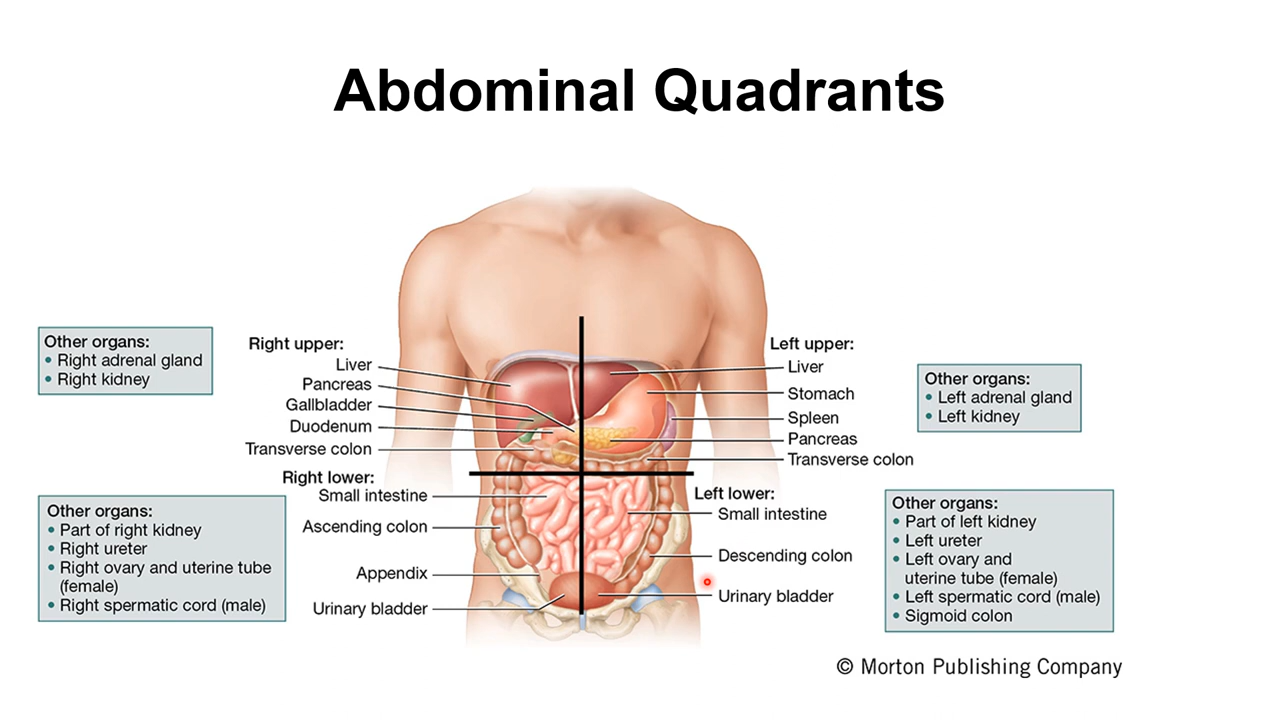 Abdominal Quadrants
Other organs:
• Right adrenal gland
• Right kidney
Right upper:
Liver
Pancreas
Gallbladder
Duodenum
Transverse colon
Left upper:
Liver
Stomach
Spleen
Pancreas
Transverse colon
Other organs:
• Left adrenal gland
• Left kidney
Other organs:
• Part of right kidney
• Right ureter
• Right ovary and uterine tube
(female)
• Right spermatic cord (male)
Right lower:
Small intestine
Ascending colon
Appendix
Urinary bladder
Left lower:
Small intestine
Descending colon
Urinary bladder
Other organs:
• Part of left kidney
• Left ureter
• Left ovary and
uterine tube (female)
• Left spermatic cord (male)
• Sigmoid colon
© Morton Publishing Company